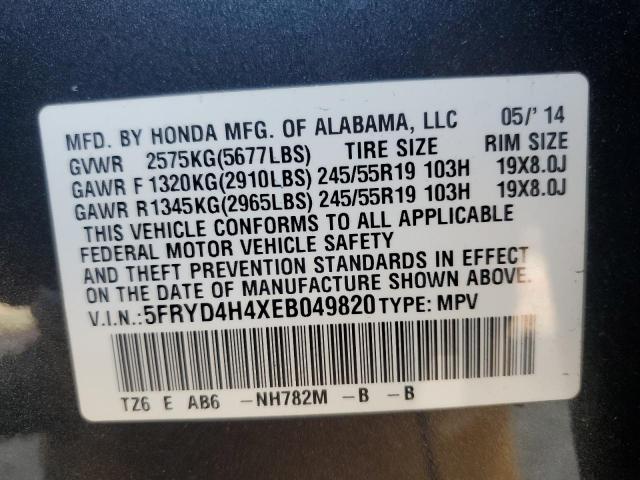 MFD. BY HONDA MFG. OF ALABAMA, LLC 05/' 14
GVWR 2575KG(5677LBS) TIRE SIZE RIM SIZE
GAWR F 1320KG(2910LBS) 245/55R19 103H 19X8.0J
GAWR R1345KG(2965LBS) 245/55R19 103H 19X8.0J
THIS VEHICLE CONFORMS TO ALL APPLICABLE
FEDERAL MOTOR VEHICLE SAFETY
AND THEFT PREVENTION STANDARDS IN EFFECT
ON THE DATE OF MANUFACTURE SHOWN ABOVE.
V.I.N.: 5FRYD4H4XEB049820 TYPE: MPV
TZ6 E AB6 -NH782M -B -B